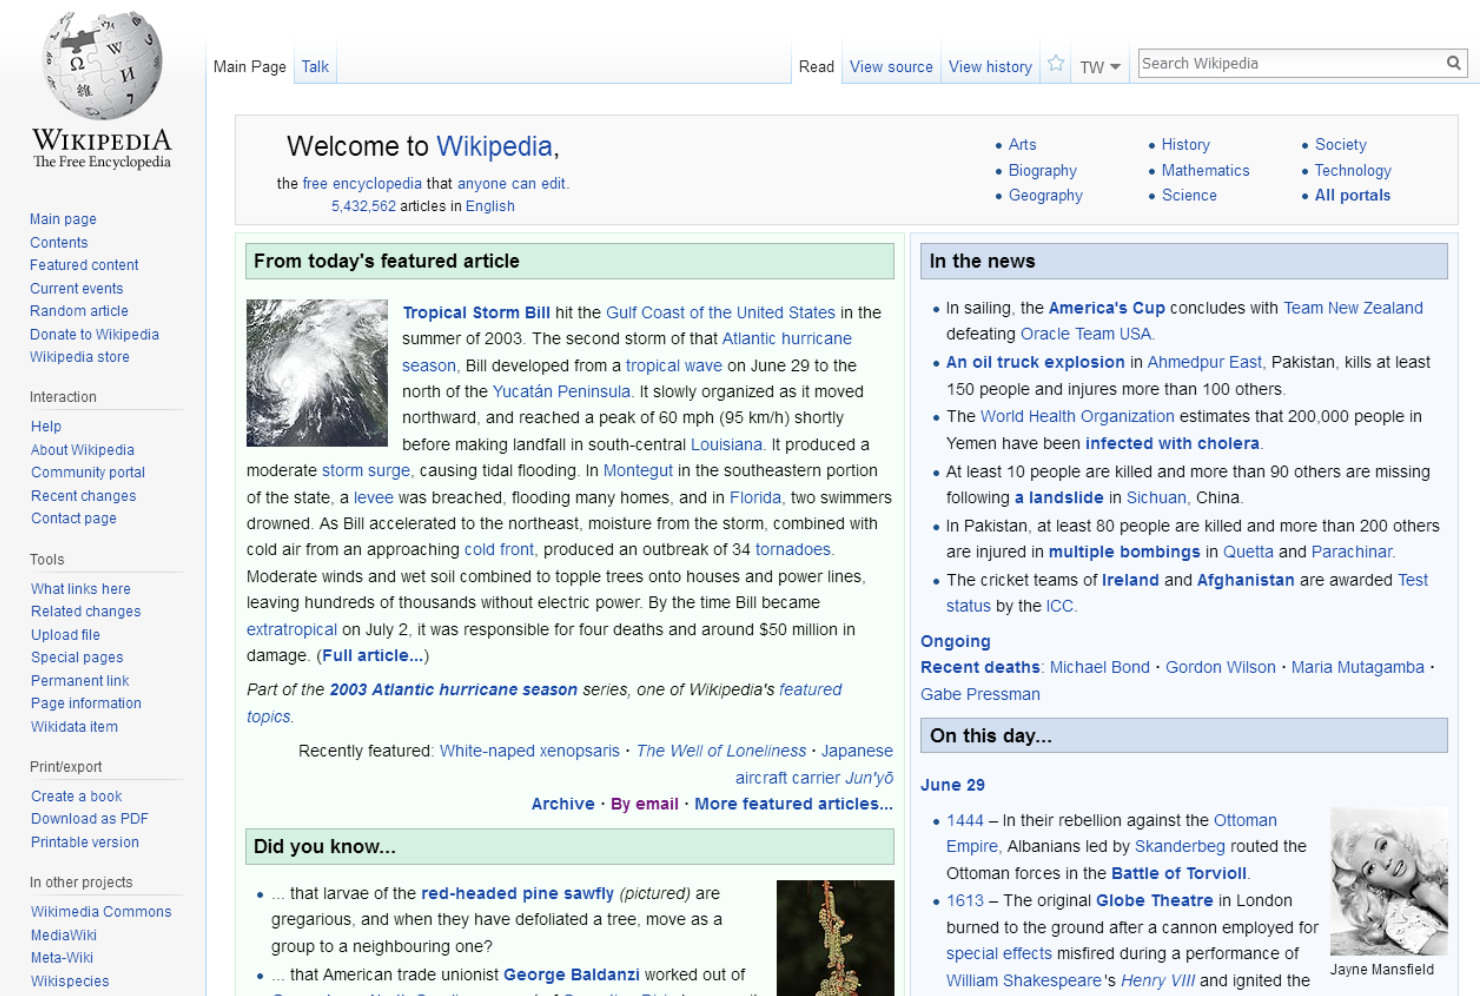 WIKIPEDIA
The Free Encyclopedia
Main page
Contents
Featured content
Current events
Random article
Donate to Wikipedia
Wikipedia store
Interaction
Help
About Wikipedia
Community portal
Recent changes
Contact page
Tools
What links here
Related changes
Upload file
Special pages
Permanent link
Page information
Wikidata item
Print/export
Create a book
Download as PDF
Printable version
In other projects
Wikimedia Commons
MediaWiki
Meta-Wiki
Wikispecies
Main Page Talk
Read View source View history TW Search Wikipedia
Welcome to Wikipedia,
the free encyclopedia that anyone can edit.
5,432,562 articles in English
• Arts
• Biography
• Geography
• History
• Mathematics
• Science
• Society
• Technology
• All portals
From today's featured article
Tropical Storm Bill hit the Gulf Coast of the United States in the
summer of 2003. The second storm of that Atlantic hurricane
season, Bill developed from a tropical wave on June 29 to the
north of the Yucatán Peninsula. It slowly organized as it moved
northward, and reached a peak of 60 mph (95 km/h) shortly
before making landfall in south-central Louisiana. It produced a
moderate storm surge, causing tidal flooding. In Montegut in the southeastern portion
of the state, a levee was breached, flooding many homes, and in Florida, two swimmers
drowned. As Bill accelerated to the northeast, moisture from the storm, combined with
cold air from an approaching cold front, produced an outbreak of 34 tornadoes.
Moderate winds and wet soil combined to topple trees onto houses and power lines,
leaving hundreds of thousands without electric power. By the time Bill became
extratropical on July 2, it was responsible for four deaths and around $50 million in
damage. (Full article...)
Part of the 2003 Atlantic hurricane season series, one of Wikipedia's featured
topics.
Recently featured: White-naped xenopsaris · The Well of Loneliness · Japanese
aircraft carrier Jun'yō
Archive · By email · More featured articles...
Did you know...
• ... that larvae of the red-headed pine sawfly (pictured) are
gregarious, and when they have defoliated a tree, move as a
group to a neighbouring one?
• ... that American trade unionist George Baldanzi worked out of
In the news
• In sailing, the America's Cup concludes with Team New Zealand
defeating Oracle Team USA.
• An oil truck explosion in Ahmedpur East, Pakistan, kills at least
150 people and injures more than 100 others.
• The World Health Organization estimates that 200,000 people in
Yemen have been infected with cholera.
• At least 10 people are killed and more than 90 others are missing
following a landslide in Sichuan, China.
• In Pakistan, at least 80 people are killed and more than 200 others
are injured in multiple bombings in Quetta and Parachinar.
• The cricket teams of Ireland and Afghanistan are awarded Test
status by the ICC.
Ongoing
Recent deaths: Michael Bond · Gordon Wilson · Maria Mutagamba ·
Gabe Pressman
On this day...
June 29
• 1444 – In their rebellion against the Ottoman
Empire, Albanians led by Skanderbeg routed the
Ottoman forces in the Battle of Torvioll.
• 1613 – The original Globe Theatre in London
burned to the ground after a cannon employed for
special effects misfired during a performance of
William Shakespeare's Henry VIII and ignited the
Jayne Mansfield